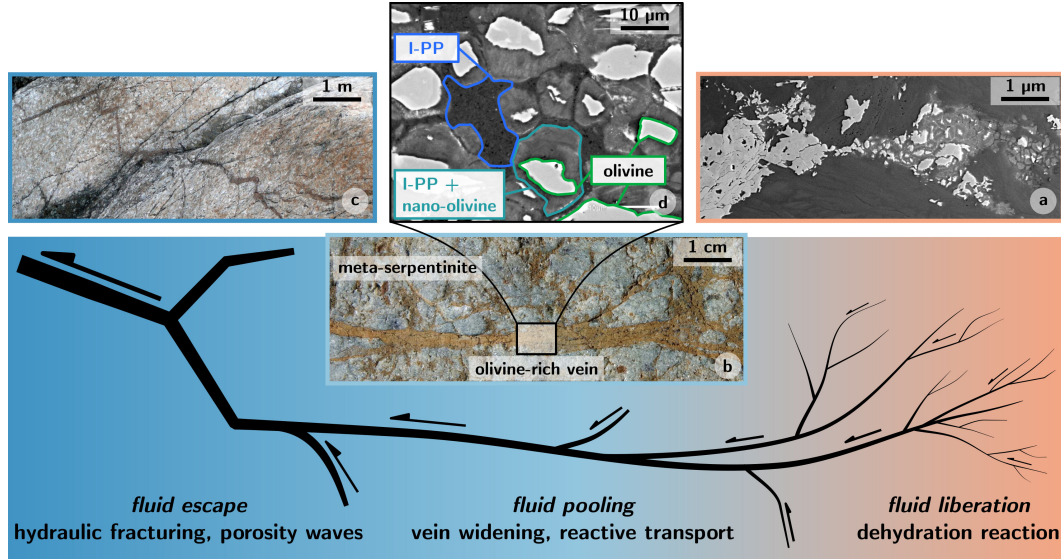 10 µm
I-PP
I-PP +
nano-olivine
olivine
d
1 m
c
1 µm
a
1 cm
meta-serpentinite
olivine-rich vein
b
fluid escape
hydraulic fracturing, porosity waves
fluid pooling
vein widening, reactive transport
fluid liberation
dehydration reaction